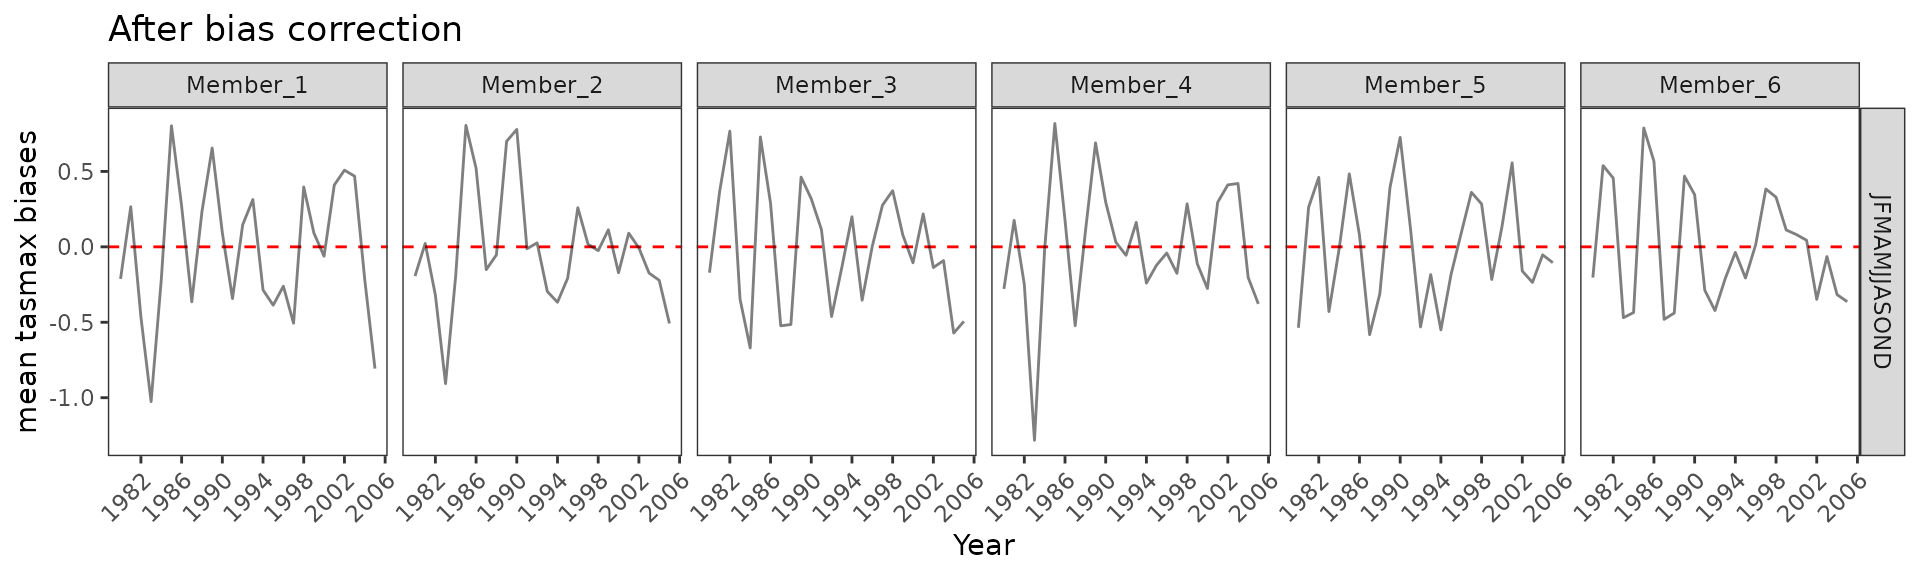 After bias correction
Member_1 Member_2 Member_3 Member_4 Member_5 Member_6
mean tasmax biases
0.5
0.0
-0.5
-1.0
JFMAMJJASOND
1982 1986 1990 1994 1998 2002 2006 1982 1986 1990 1994 1998 2002 2006 1982 1986 1990 1994 1998 2002 2006 1982 1986 1990 1994 1998 2002 2006 1982 1986 1990 1994 1998 2002 2006 1982 1986 1990 1994 1998 2002 2006
Year